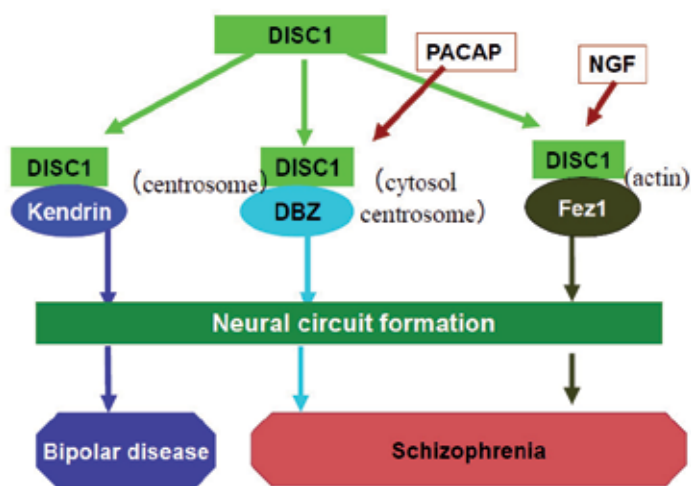 DISC1
PACAP
NGF
DISC1
Kendrin
(centrosome)
DISC1
DBZ
(cytosol
centrosome)
DISC1
Fez1
(actin)
Neural circuit formation
Bipolar disease
Schizophrenia